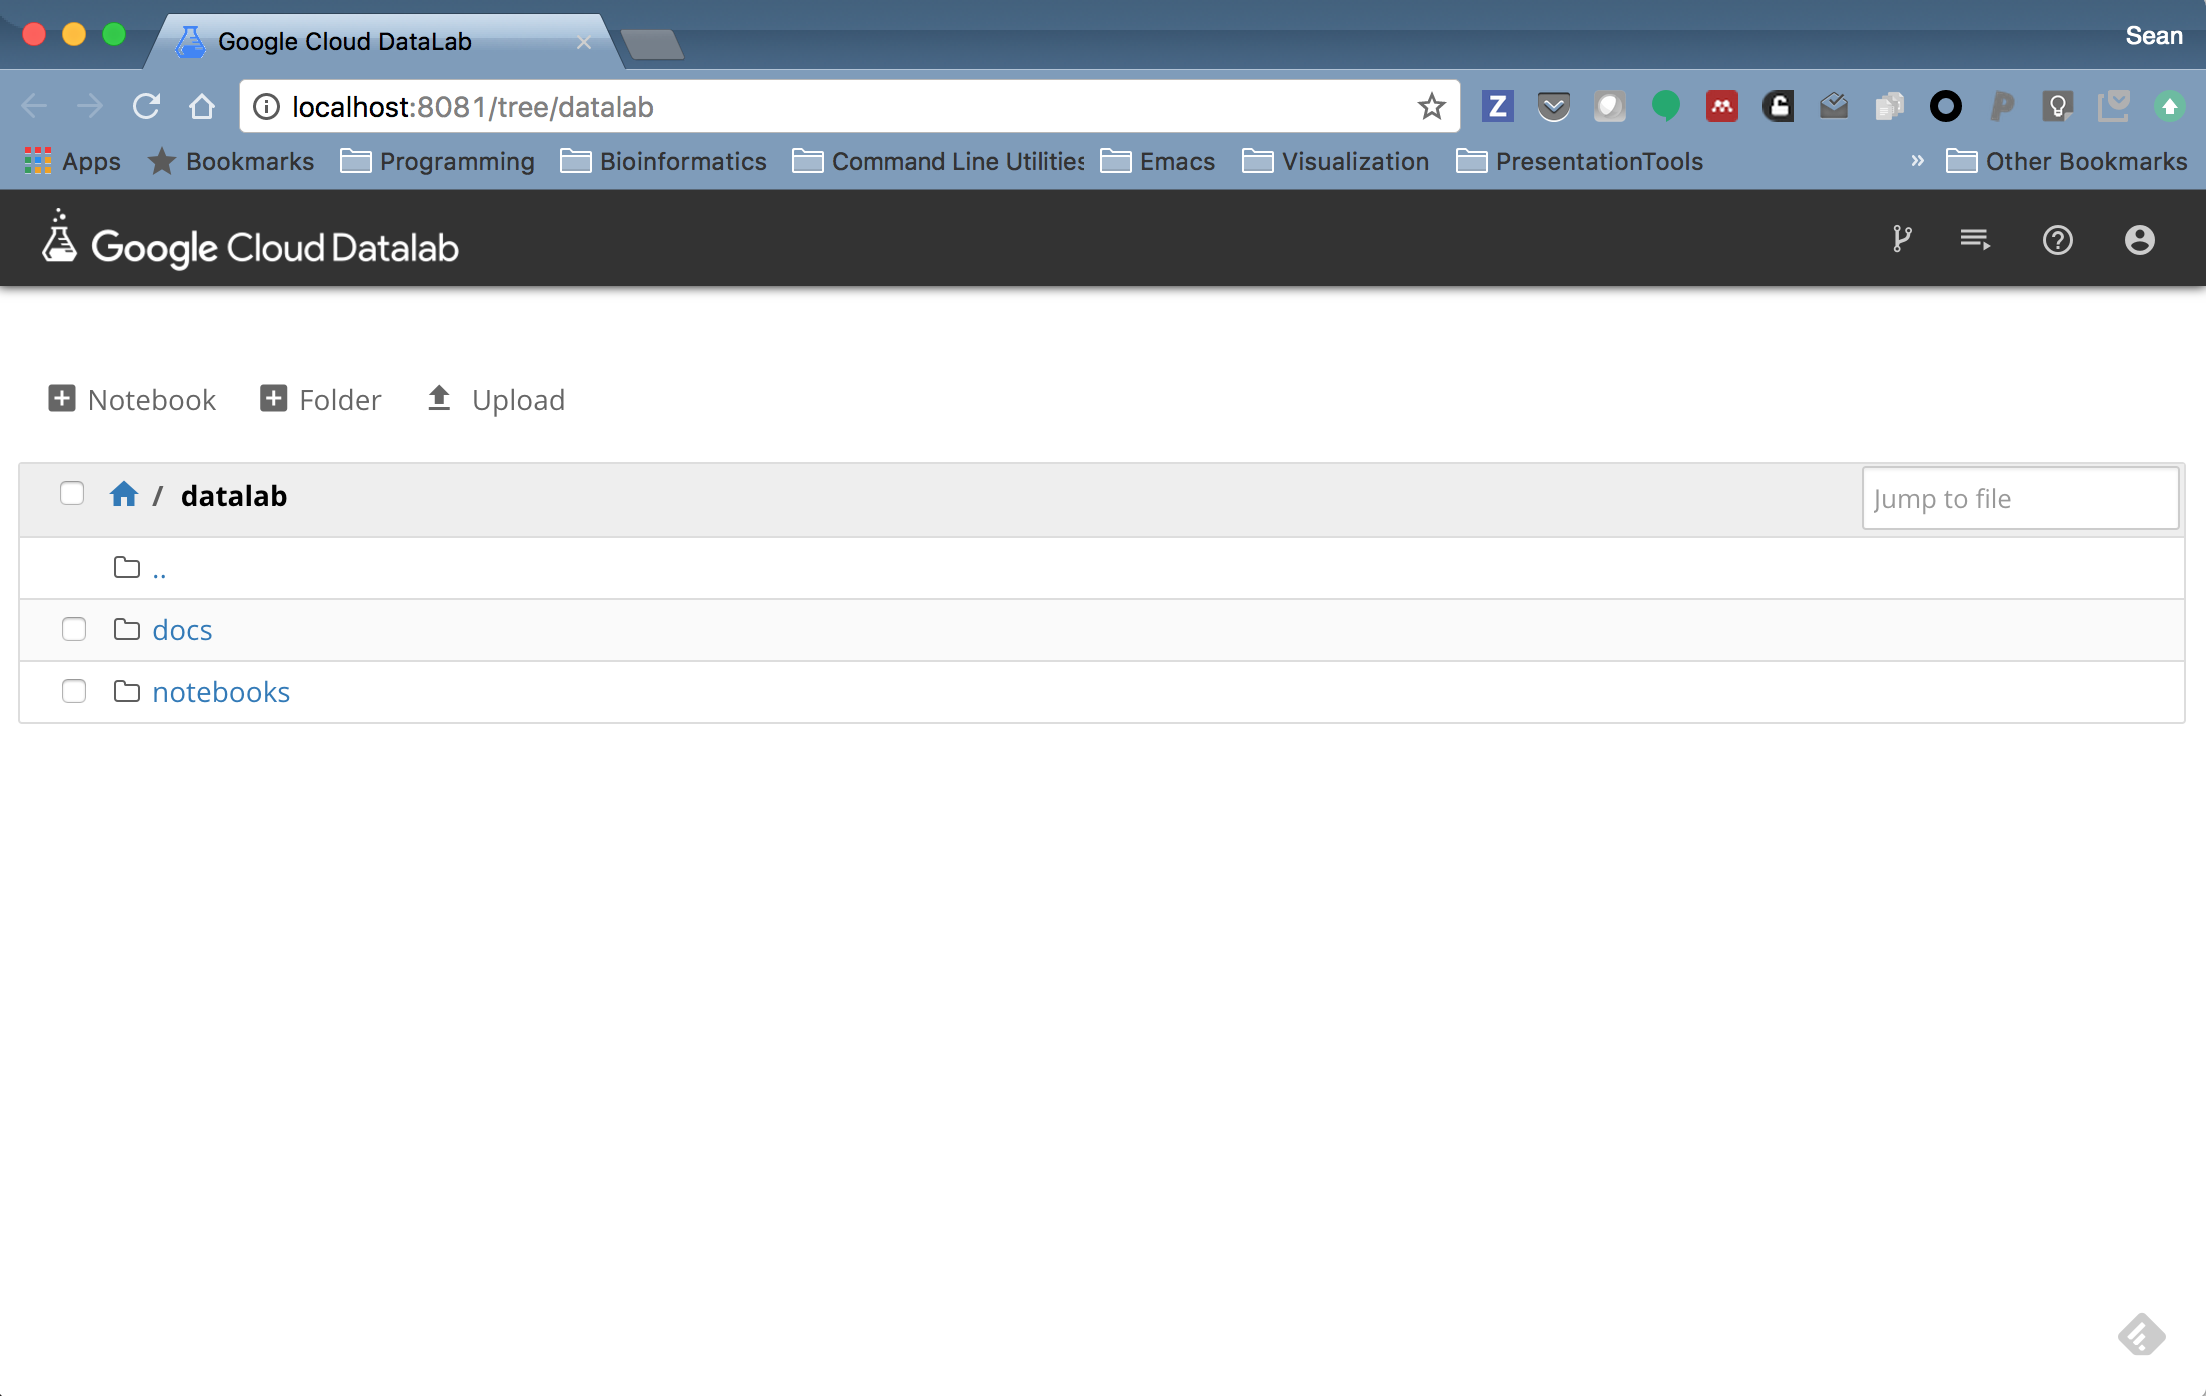 Google Cloud DataLab
Sean
localhost:8081/tree/datalab
Apps Bookmarks Programming Bioinformatics Command Line Utilities Emacs Visualization PresentationTools » Other Bookmarks
Google Cloud Datalab
Notebook Folder Upload
/ datalab
Jump to file
..
docs
notebooks